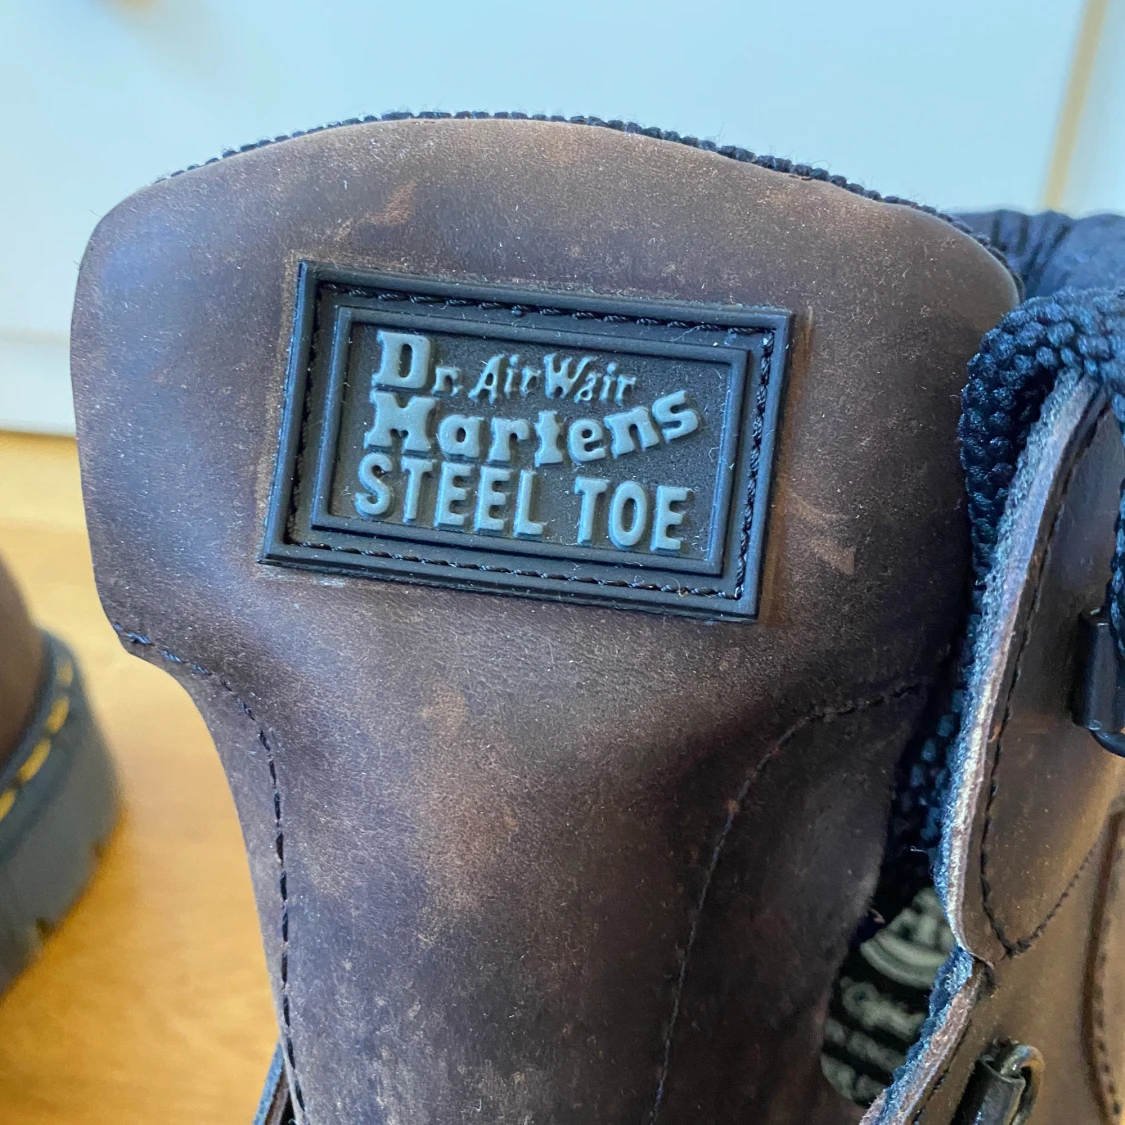 Dr. AirWair
Martens
STEEL TOE